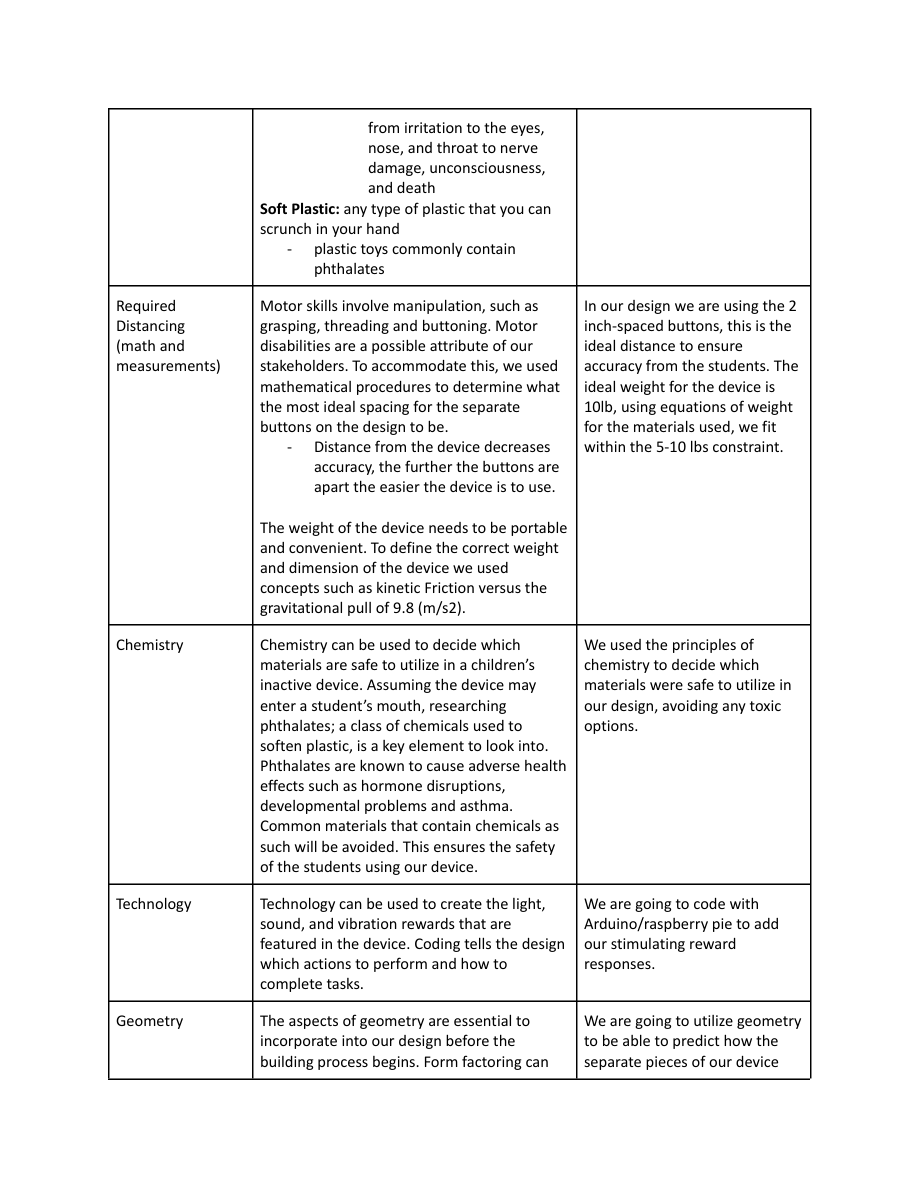 from irritation to the eyes,
nose, and throat to nerve
damage, unconsciousness,
and death
Soft Plastic: any type of plastic that you can
scrunch in your hand
- plastic toys commonly contain
phthalates
Required
Distancing
(math and
measurements)
Motor skills involve manipulation, such as
grasping, threading and buttoning. Motor
disabilities are a possible attribute of our
stakeholders. To accommodate this, we used
mathematical procedures to determine what
the most ideal spacing for the separate
buttons on the design to be.
- Distance from the device decreases
accuracy, the further the buttons are
apart the easier the device is to use.
The weight of the device needs to be portable
and convenient. To define the correct weight
and dimension of the device we used
concepts such as kinetic Friction versus the
gravitational pull of 9.8 (m/s2).
In our design we are using the 2
inch-spaced buttons, this is the
ideal distance to ensure
accuracy from the students. The
ideal weight for the device is
10lb, using equations of weight
for the materials used, we fit
within the 5-10 lbs constraint.
Chemistry
Chemistry can be used to decide which
materials are safe to utilize in a children’s
inactive device. Assuming the device may
enter a student’s mouth, researching
phthalates; a class of chemicals used to
soften plastic, is a key element to look into.
Phthalates are known to cause adverse health
effects such as hormone disruptions,
developmental problems and asthma.
Common materials that contain chemicals as
such will be avoided. This ensures the safety
of the students using our device.
We used the principles of
chemistry to decide which
materials were safe to utilize in
our design, avoiding any toxic
options.
Technology
Technology can be used to create the light,
sound, and vibration rewards that are
featured in the device. Coding tells the design
which actions to perform and how to
complete tasks.
We are going to code with
Arduino/raspberry pie to add
our stimulating reward
responses.
Geometry
The aspects of geometry are essential to
incorporate into our design before the
building process begins. Form factoring can
We are going to utilize geometry
to be able to predict how the
separate pieces of our device